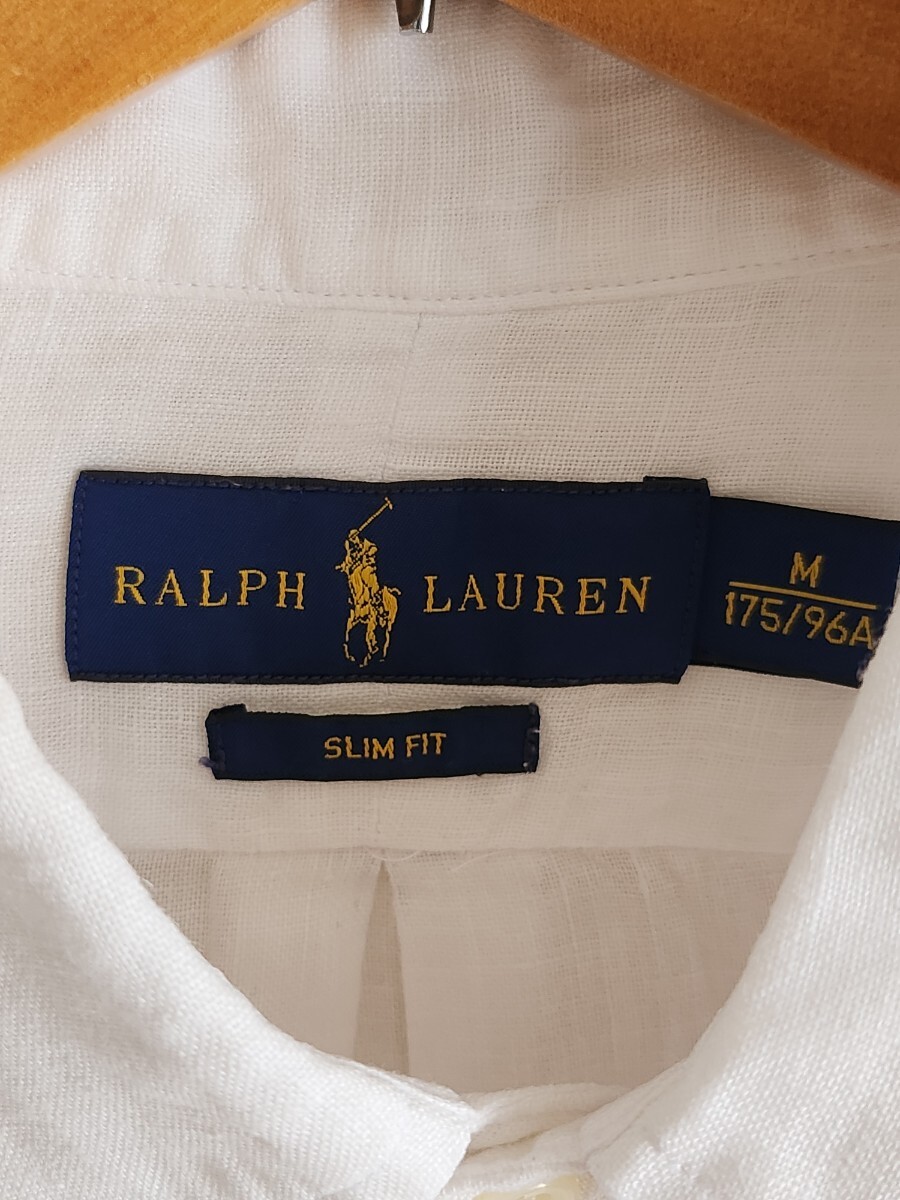 RALPH LAUREN
M
175/96A
SLIM FIT